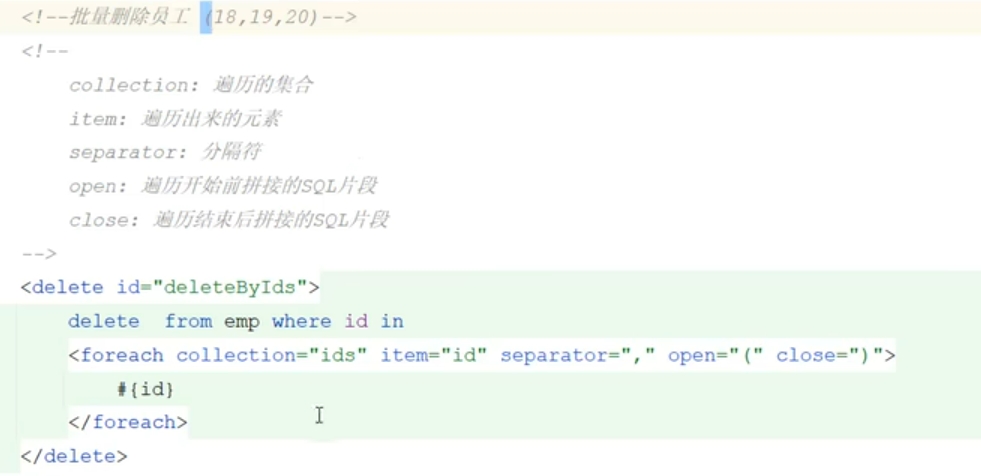 <!--批量删除员工 (18,19,20)-->
<!--
collection: 遍历的集合
item: 遍历出来的元素
separator: 分隔符
open: 遍历开始前拼接的SQL片段
close: 遍历结束后拼接的SQL片段
-->
<delete id="deleteByIds">
delete  from emp where id in
<foreach collection="ids" item="id" separator="," open="(" close=")">
#{id}
</foreach>
</delete>